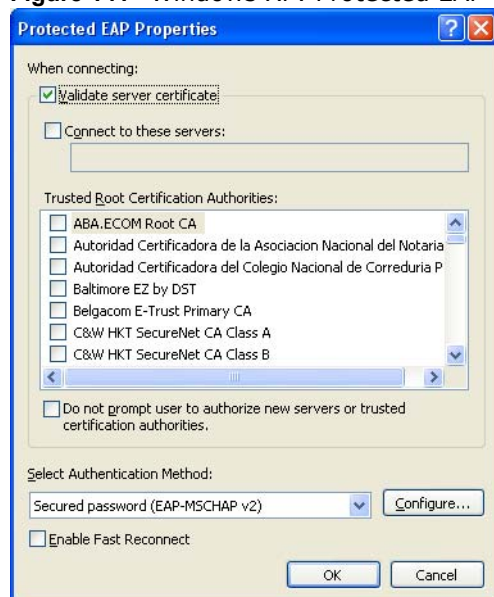 Protected EAP Properties
When connecting:
Validate server certificate
Connect to these servers:
Trusted Root Certification Authorities:
ABA.ECOM Root CA
Autoridad Certificadora de la Asociacion Nacional del Notaria
Autoridad Certificadora del Colegio Nacional de Correduria P
Baltimore EZ by DST
Belgacom E-Trust Primary CA
C&W HKT SecureNet CA Class A
C&W HKT SecureNet CA Class B
Do not prompt user to authorize new servers or trusted
certification authorities.
Select Authentication Method:
Secured password (EAP-MSCHAP v2)
Configure...
Enable Fast Reconnect
OK Cancel